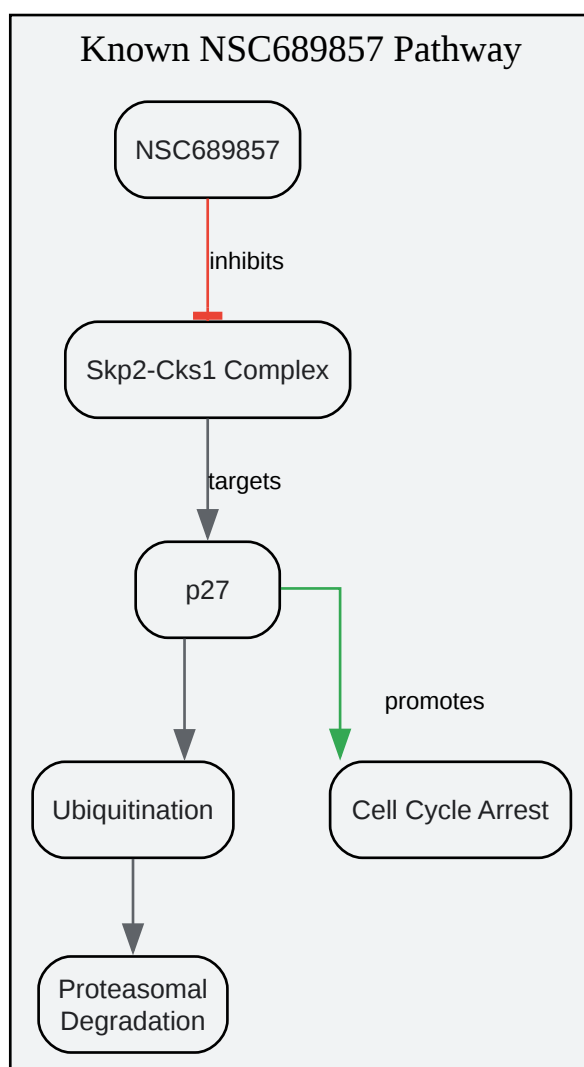 Known NSC689857 Pathway
NSC689857
inhibits
Skp2-Cks1 Complex
targets
p27
promotes
Ubiquitination
Cell Cycle Arrest
Proteasomal
Degradation